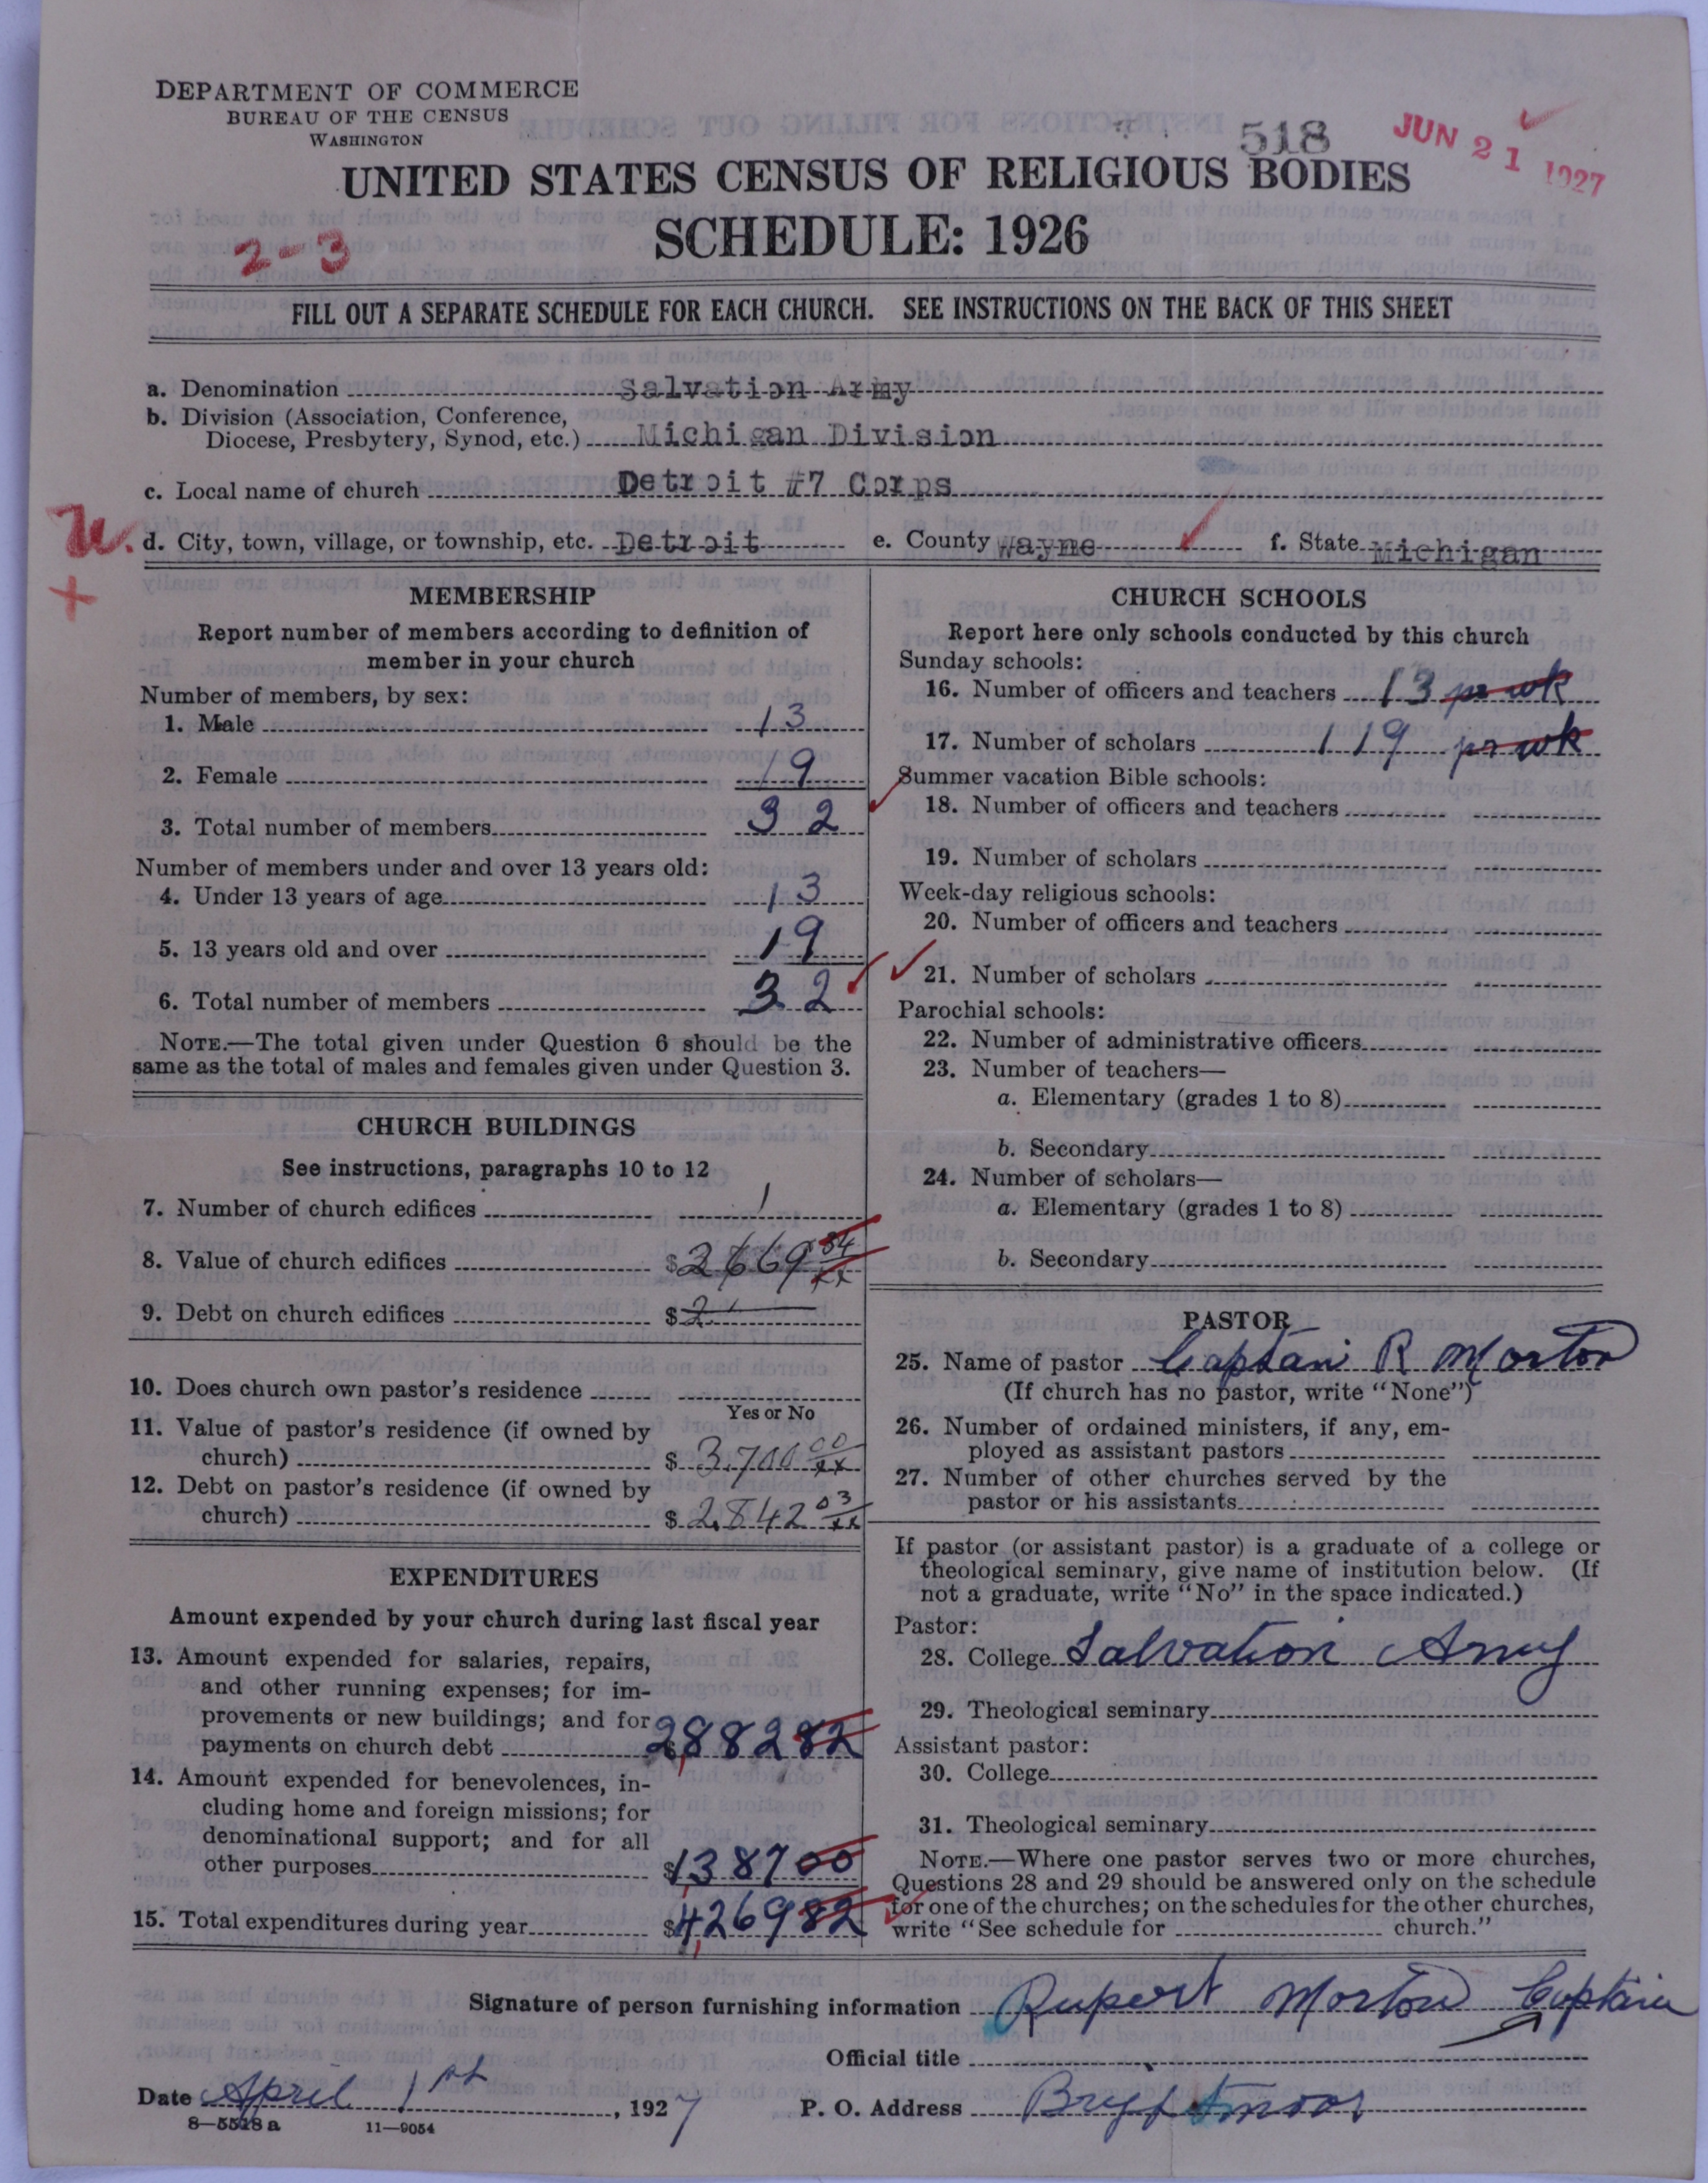 DEPARTMENT OF COMMERCE
BUREAU OF THE CENSUS
WASHINGTON
518
JUN 21 1927
UNITED STATES CENSUS OF RELIGIOUS BODIES
SCHEDULE: 1926
2-3
FILL OUT A SEPARATE SCHEDULE FOR EACH CHURCH. SEE INSTRUCTIONS ON THE BACK OF THIS SHEET
a. Denomination Salvation Army
b. Division (Association, Conference,
Diocese, Presbytery, Synod, etc.) Michigan Division
c. Local name of church Detroit #7 Corps
d. City, town, village, or township, etc. Detroit e. County Wayne f. State Michigan
MEMBERSHIP
Report number of members according to definition of
member in your church
Number of members, by sex:
1. Male 13
2. Female 19
3. Total number of members 32
Number of members under and over 13 years old:
4. Under 13 years of age 13
5. 13 years old and over 19
6. Total number of members 32
NOTE.—The total given under Question 6 should be the
same as the total of males and females given under Question 3.
CHURCH BUILDINGS
See instructions, paragraphs 10 to 12
7. Number of church edifices 1
8. Value of church edifices $2669 34/xx
9. Debt on church edifices $
10. Does church own pastor's residence
Yes or No
11. Value of pastor's residence (if owned by
church) $ 3,700 00/xx
12. Debt on pastor's residence (if owned by
church) $ 2,842 03/xx
EXPENDITURES
Amount expended by your church during last fiscal year
13. Amount expended for salaries, repairs,
and other running expenses; for im-
provements or new buildings; and for
payments on church debt $2,882 82
14. Amount expended for benevolences, in-
cluding home and foreign missions; for
denominational support; and for all
other purposes $1,387 00
15. Total expenditures during year $4,269 82
CHURCH SCHOOLS
Report here only schools conducted by this church
Sunday schools:
16. Number of officers and teachers 13 pr wk
17. Number of scholars 119 pr wk
Summer vacation Bible schools:
18. Number of officers and teachers
19. Number of scholars
Week-day religious schools:
20. Number of officers and teachers
21. Number of scholars
Parochial schools:
22. Number of administrative officers
23. Number of teachers—
a. Elementary (grades 1 to 8)
b. Secondary
24. Number of scholars—
a. Elementary (grades 1 to 8)
b. Secondary
PASTOR
25. Name of pastor Captain R Morton
(If church has no pastor, write "None")
26. Number of ordained ministers, if any, em-
ployed as assistant pastors
27. Number of other churches served by the
pastor or his assistants
If pastor (or assistant pastor) is a graduate of a college or
theological seminary, give name of institution below. (If
not a graduate, write "No" in the space indicated.)
Pastor:
28. College Salvation Army
29. Theological seminary
Assistant pastor:
30. College
31. Theological seminary
NOTE.—Where one pastor serves two or more churches,
Questions 28 and 29 should be answered only on the schedule
for one of the churches; on the schedules for the other churches,
write "See schedule for church."
Signature of person furnishing information Rupert Morton Captain
Official title
Date April 1st, 1927 P. O. Address Brightmoor
8—5518 a 11—9054